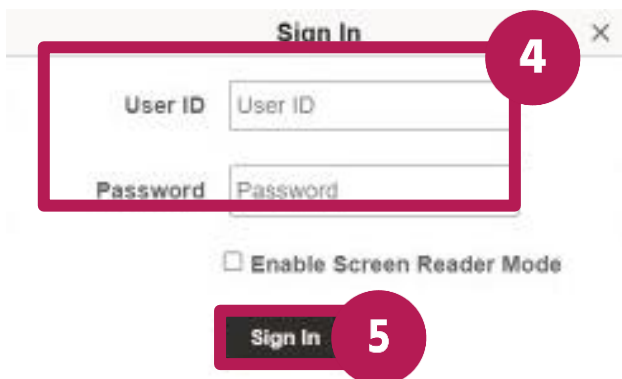 Sign In ×
4
User ID User ID
Password Password
Enable Screen Reader Mode
Sign In 5